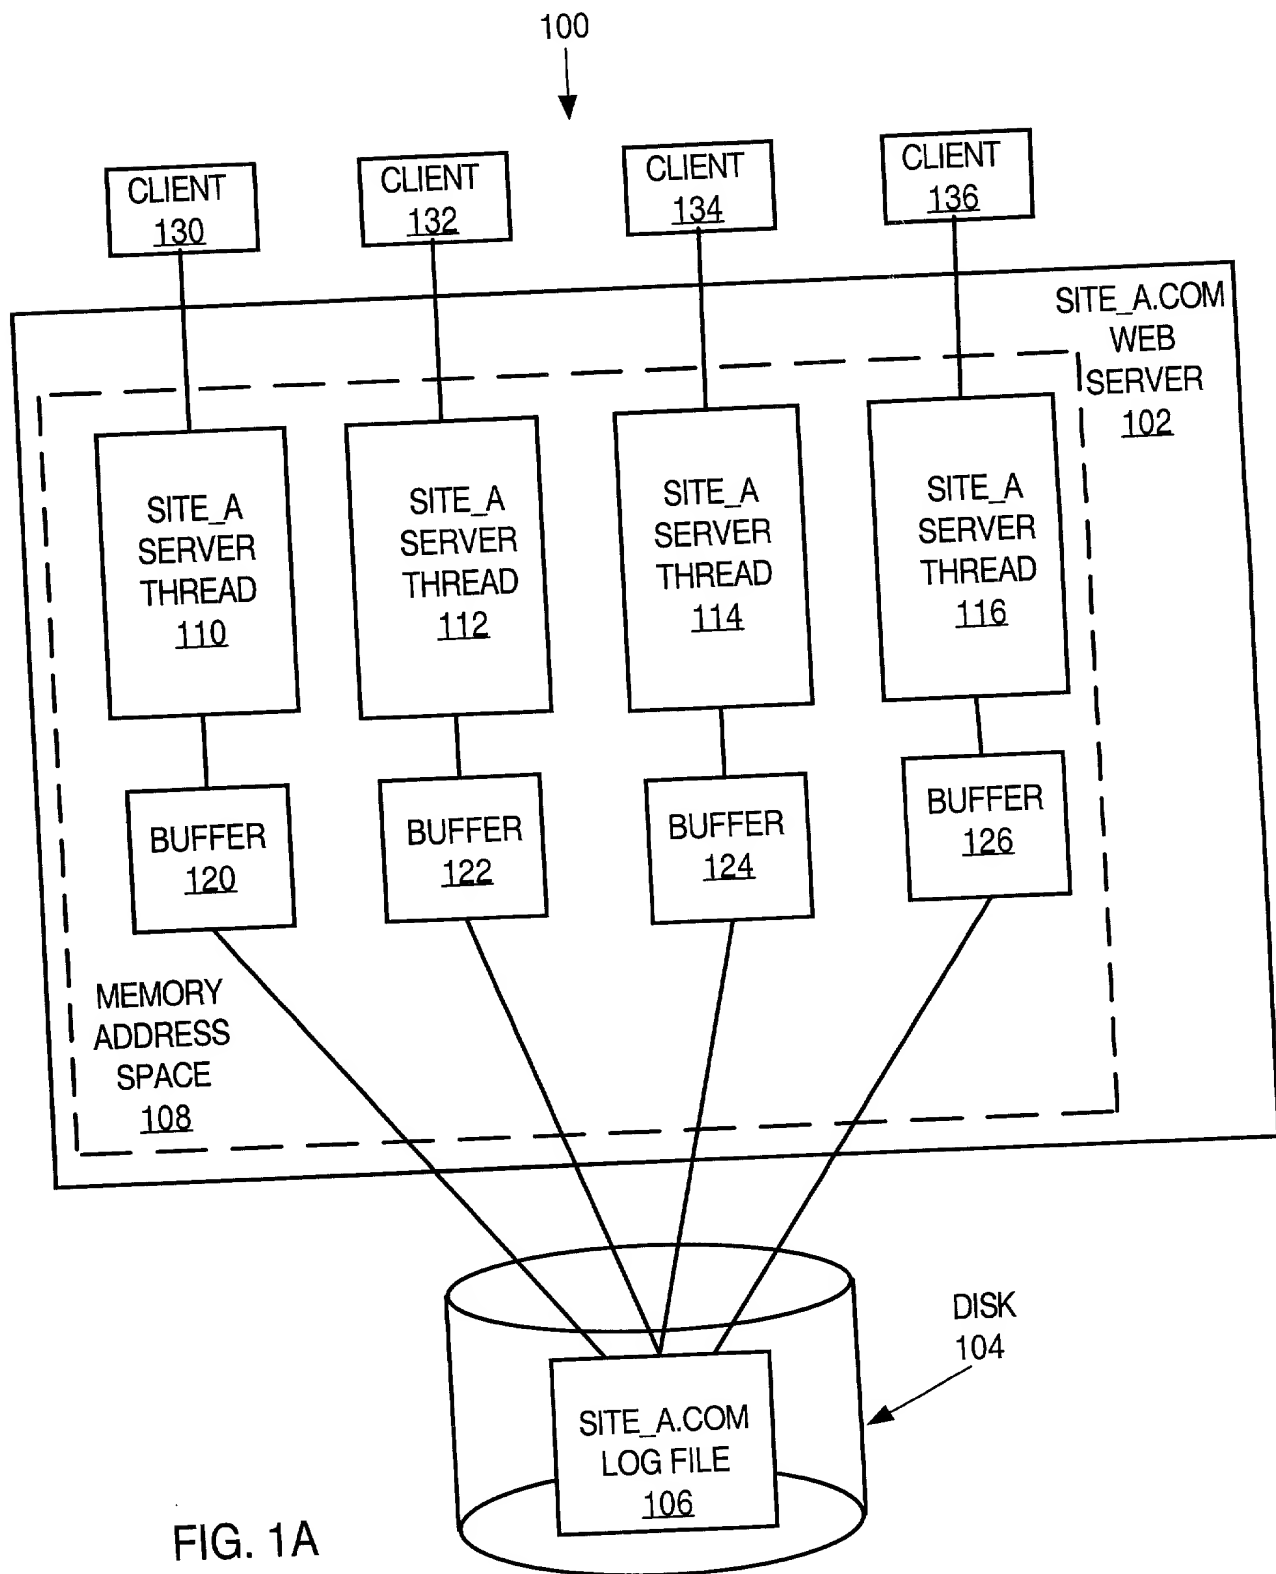 100
CLIENT
130
CLIENT
132
CLIENT
134
CLIENT
136
SITE_A.COM
WEB
SERVER
102
SITE_A
SERVER
THREAD
110
SITE_A
SERVER
THREAD
112
SITE_A
SERVER
THREAD
114
SITE_A
SERVER
THREAD
116
BUFFER
120
BUFFER
122
BUFFER
124
BUFFER
126
MEMORY
ADDRESS
SPACE
108
DISK
104
SITE_A.COM
LOG FILE
106
FIG. 1A